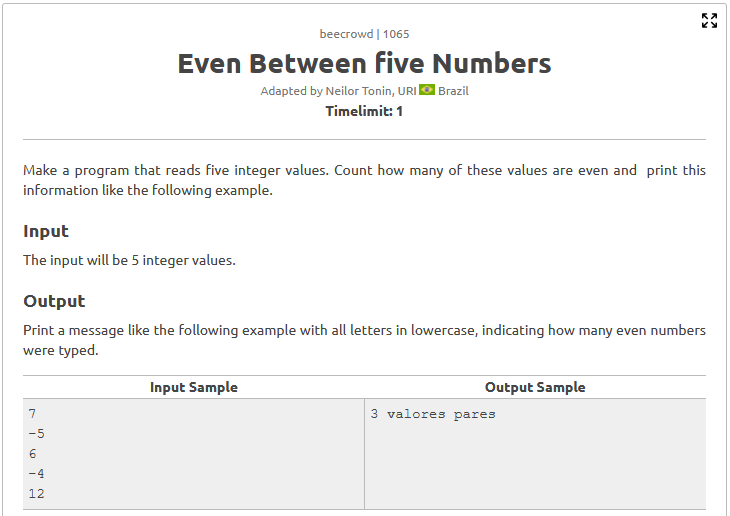 beecrowd | 1065
Even Between five Numbers
Adapted by Neilor Tonin, URI Brazil
Timelimit: 1
Make a program that reads five integer values. Count how many of these values are even and  print this
information like the following example.
Input
The input will be 5 integer values.
Output
Print a message like the following example with all letters in lowercase, indicating how many even numbers
were typed.
Input Sample Output Sample
7 3 valores pares
-5
6
-4
12